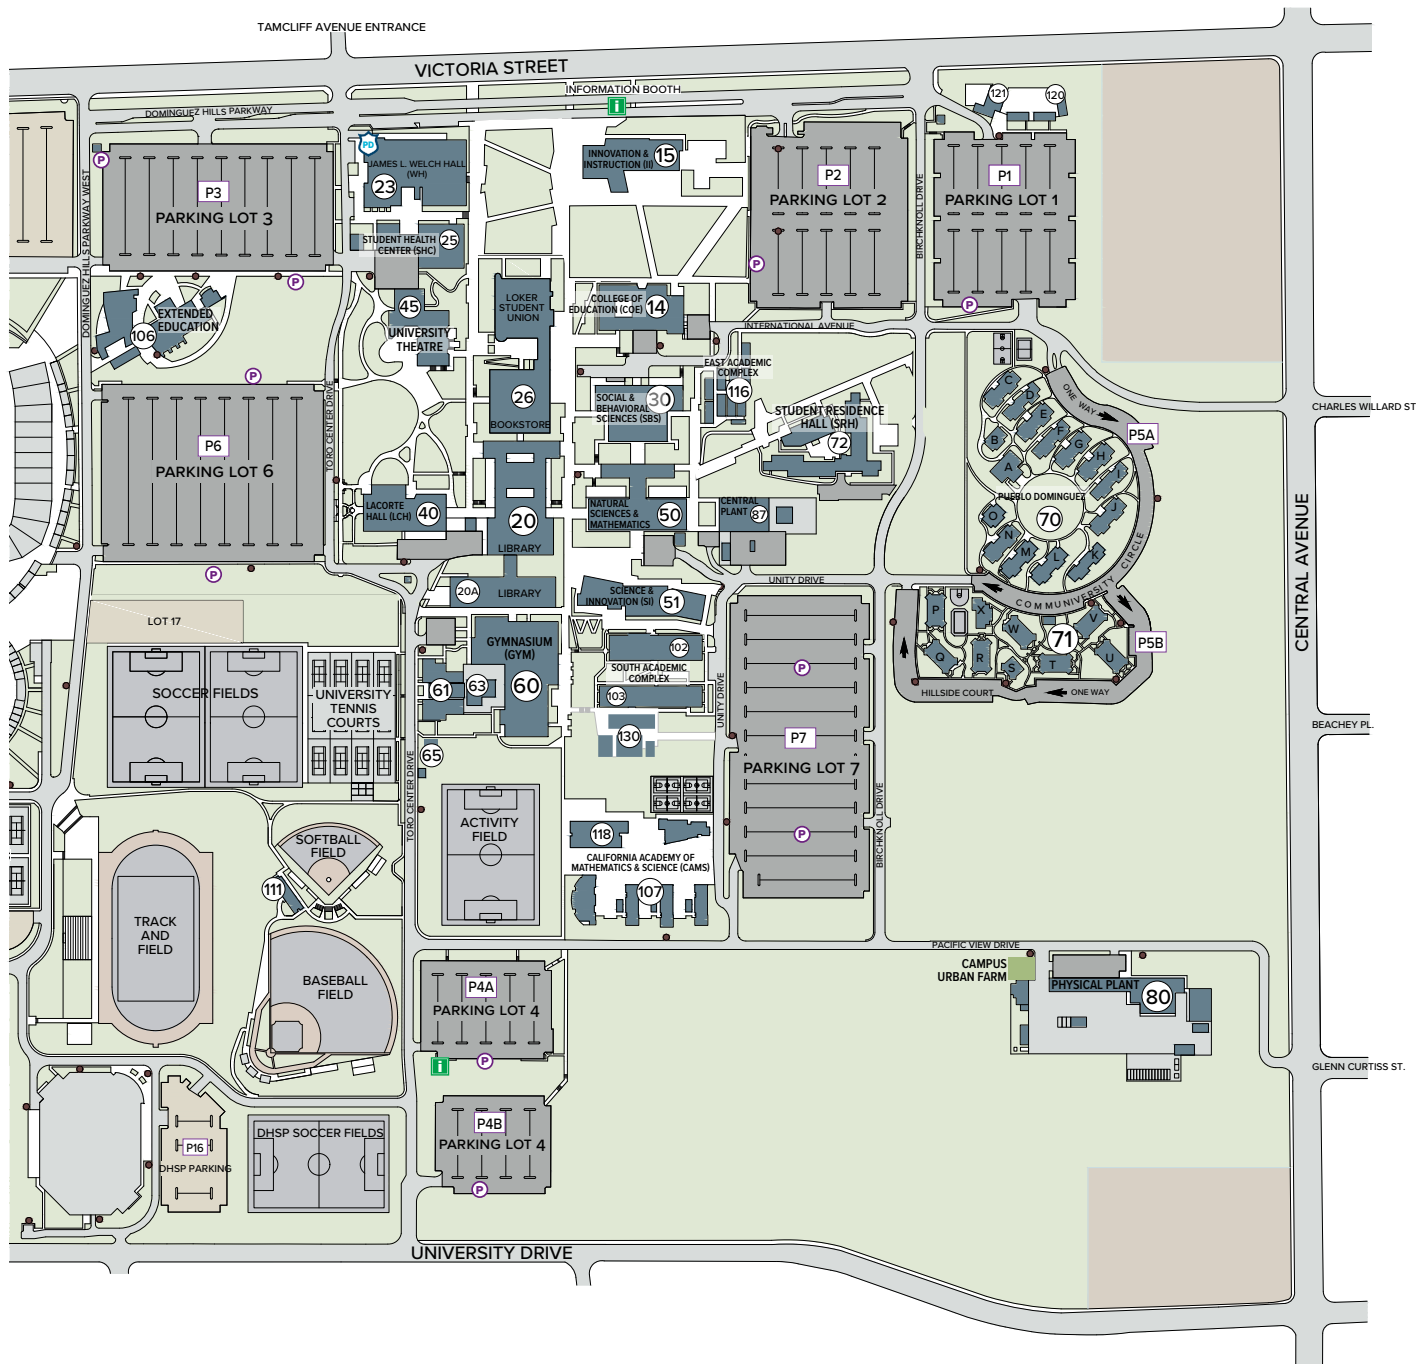 TAMCLIFF AVENUE ENTRANCE
VICTORIA STREET
INFORMATION BOOTH
i
DOMINGUEZ HILLS PARKWAY
121
120
PD
JAMES L. WELCH HALL
(WH)
23
INNOVATION &
INSTRUCTION (II)
15
P
P3
PARKING LOT 3
P2
PARKING LOT 2
P1
PARKING LOT 1
DOMINGUEZ HILLS PARKWAY WEST
BIRCHKNOLL DRIVE
STUDENT HEALTH
CENTER (SHC)
25
P
P
P
LOKER
STUDENT
UNION
COLLEGE OF
EDUCATION (COE)
14
45
UNIVERSITY
THEATRE
EXTENDED
EDUCATION
106
INTERNATIONAL AVENUE
EAST ACADEMIC
COMPLEX
116
P
TORO CENTER DRIVE
26
BOOKSTORE
SOCIAL &
BEHAVIORAL
SCIENCES (SBS)
30
STUDENT RESIDENCE
HALL (SRH)
72
ONE WAY
CHARLES WILLARD ST
P5A
P6
PARKING LOT 6
C
D
E
F
G
H
I
J
K
L
M
N
O
A
B
PUEBLO DOMINGUEZ
70
LACORTE
HALL (LCH)
40
20
LIBRARY
NATURAL
SCIENCES &
MATHEMATICS
50
CENTRAL
PLANT
87
CENTRAL AVENUE
P
UNITY DRIVE
COMMUNIVERSITY CIRCLE
20A
LIBRARY
SCIENCE &
INNOVATION (SI)
51
LOT 17
P
X
W
V
71
P5B
Q
R
S
T
U
HILLSIDE COURT
ONE WAY
GYMNASIUM
(GYM)
60
61
63
102
SOUTH ACADEMIC
COMPLEX
103
130
P
UNITY DRIVE
P7
PARKING LOT 7
BEACHEY PL.
SOCCER FIELDS
UNIVERSITY
TENNIS
COURTS
65
TORO CENTER DRIVE
BIRCHKNOLL DRIVE
ACTIVITY
FIELD
118
P
CALIFORNIA ACADEMY OF
MATHEMATICS & SCIENCE (CAMS)
107
SOFTBALL
FIELD
111
TRACK
AND
FIELD
BASEBALL
FIELD
PACIFIC VIEW DRIVE
CAMPUS
URBAN FARM
PHYSICAL PLANT
80
P4A
PARKING LOT 4
i
P
GLENN CURTISS ST.
P4B
PARKING LOT 4
P
P16
DHSP PARKING
DHSP SOCCER FIELDS
UNIVERSITY DRIVE